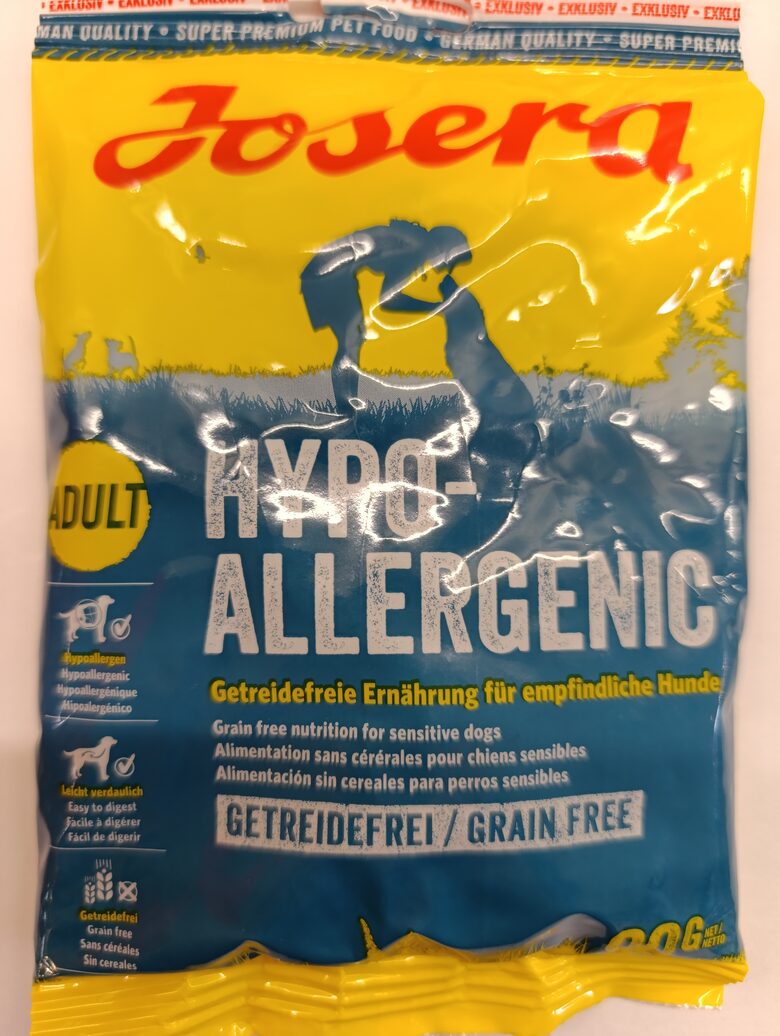 EXKLUSIV • EXKLUSIV • EXKLUSIV • EXKLUSIV • EXKLUSIV
GERMAN QUALITY • SUPER PREMIUM PET FOOD • GERMAN QUALITY • SUPER
Josera
ADULT
HYPO-
ALLERGENIC
Hypoallergen
Hypoallergenic
Hypoallergénique
Hipoalergénico
Getreidefreie Ernährung für empfindliche Hunde
Grain free nutrition for sensitive dogs
Alimentation sans cérérales pour chiens sensibles
Alimentación sin cereales para perros sensibles
Leicht verdaulich
Easy to digest
Facile à digérer
Fácil de digerir
GETREIDEFREI / GRAIN FREE
Getreidefrei
Grain free
Sans céréales
Sin cereales
G NET/
NETTO